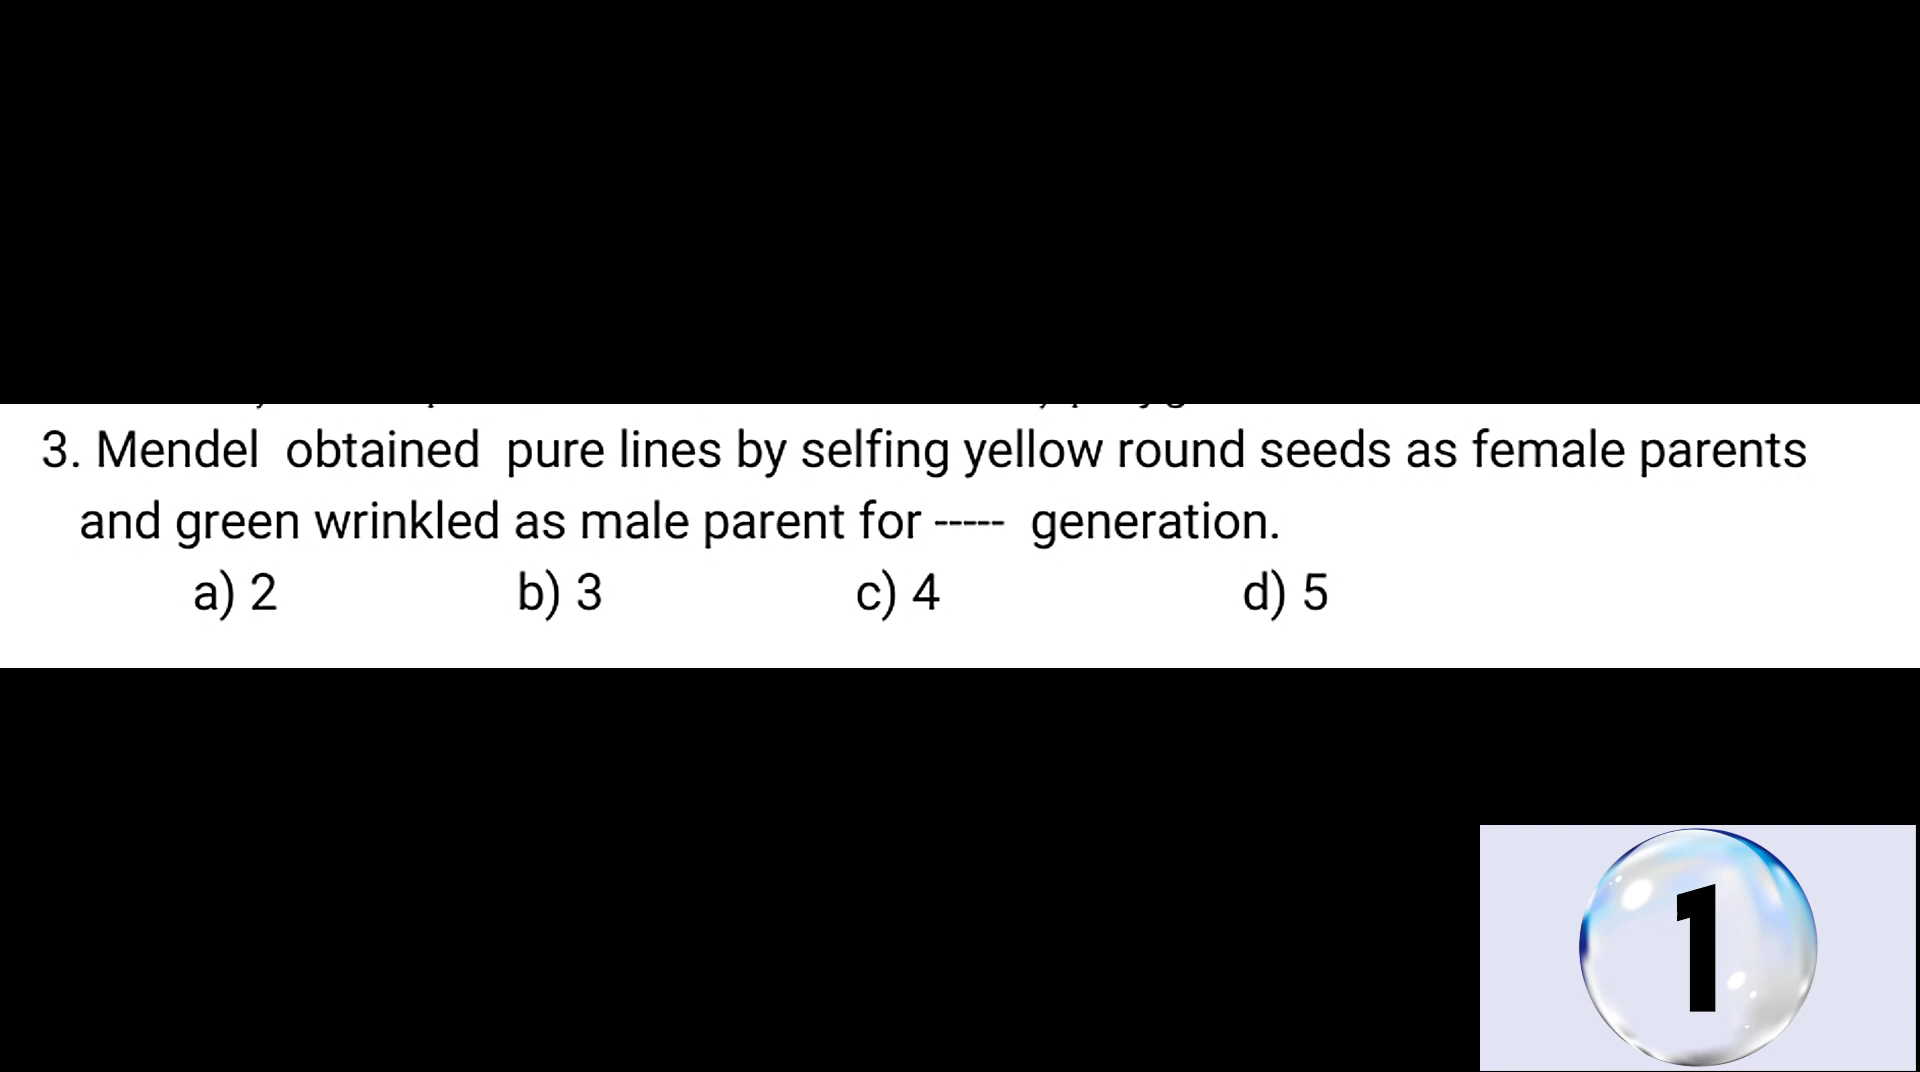 3. Mendel obtained pure lines by selfing yellow round seeds as female parents
and green wrinkled as male parent for ----- generation.
a) 2 b) 3 c) 4 d) 5
1